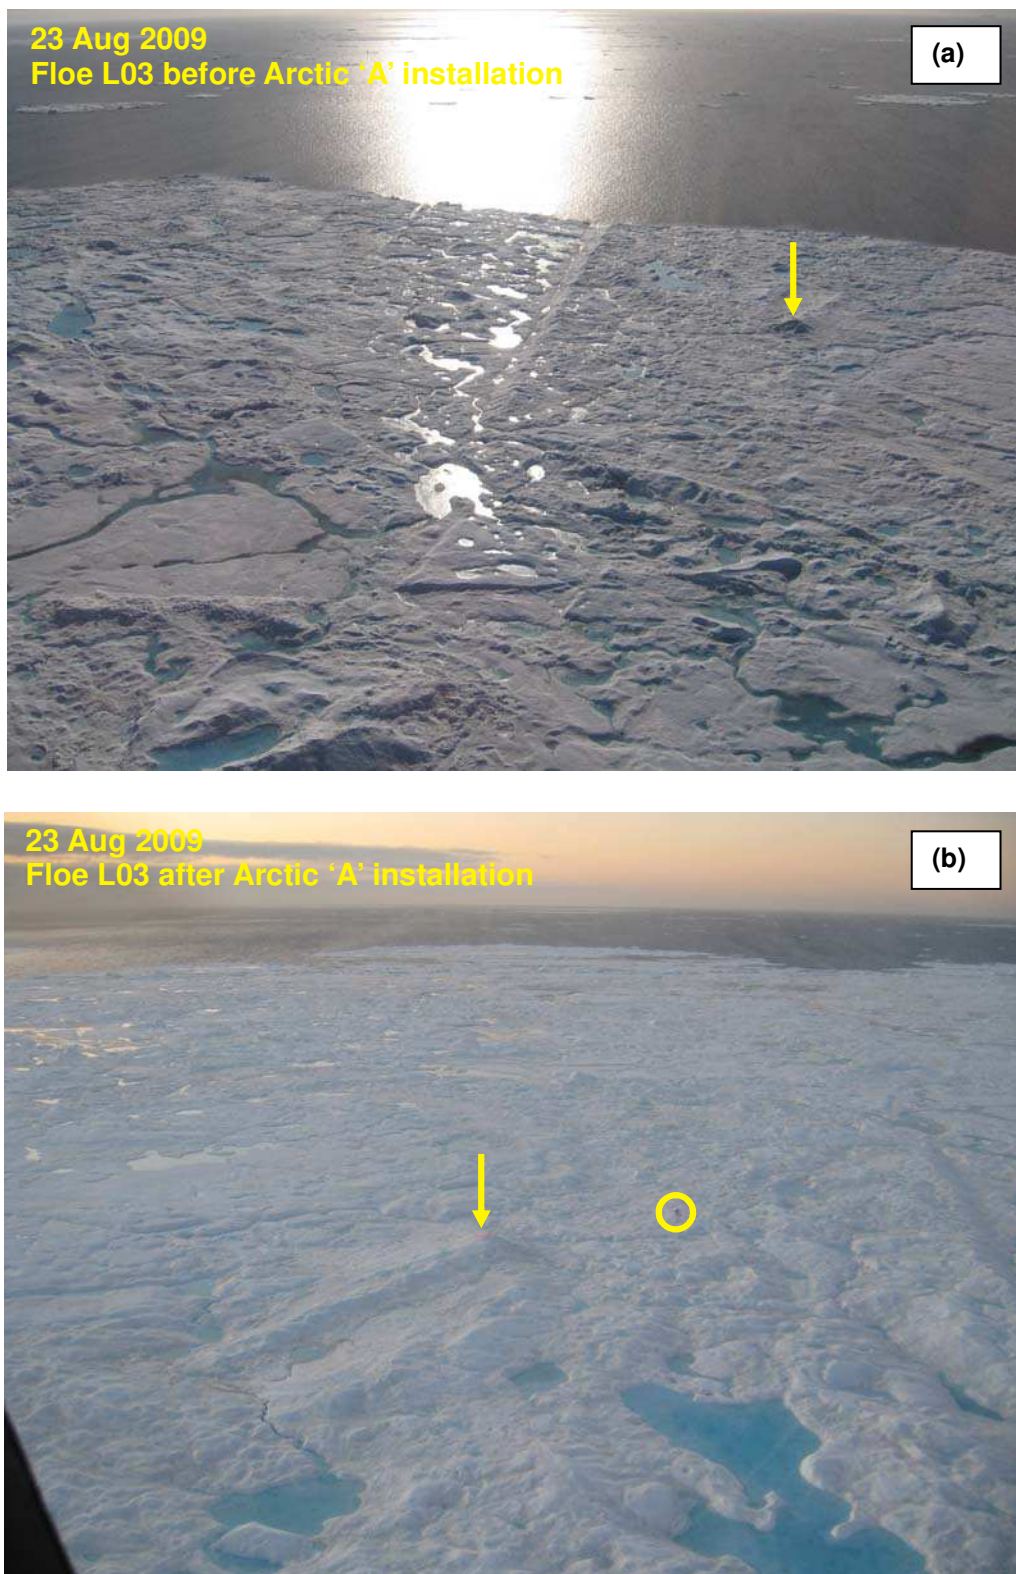 23 Aug 2009
Floe L03 before Arctic ‘A’ installation
(a)
23 Aug 2009
Floe L03 after Arctic ‘A’ installation
(b)